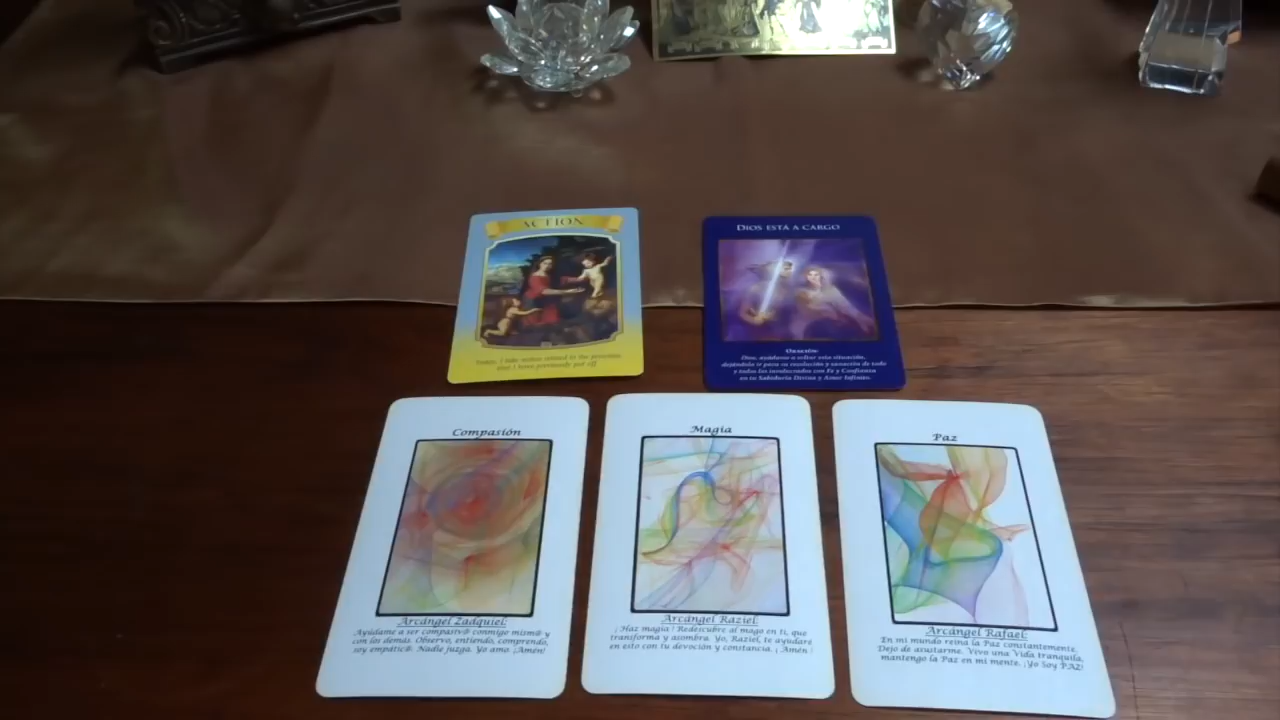 ACTION
Today, I take action related to the priorities
that I have previously put off.
DIOS ESTÁ A CARGO
ORACIÓN:
Dios, ayúdanos a soltar esta situación,
dejándola ir para su resolución y sanación de todo
y todos los involucrados con Fe y Confianza
en tu Sabiduría Divina y Amor Infinito.
Compasión
Arcángel Zadquiel:
Ayúdame a ser compasiv@ conmigo mism@ y
con los demás. Observo, entiendo, comprendo,
soy empátic@. Nadie juzga. Yo amo. ¡Amén!
Magia
Arcángel Raziel:
¡Haz magia! Redescubre al mago en ti, que
transforma y asombra. Yo, Raziel, te ayudaré
en esto con tu devoción y constancia. ¡Amén!
Paz
Arcángel Rafael:
En mi mundo reina la Paz constantemente.
Dejo de asustarme. Vivo una Vida tranquila,
mantengo la Paz en mi mente. ¡Yo Soy PAZ!